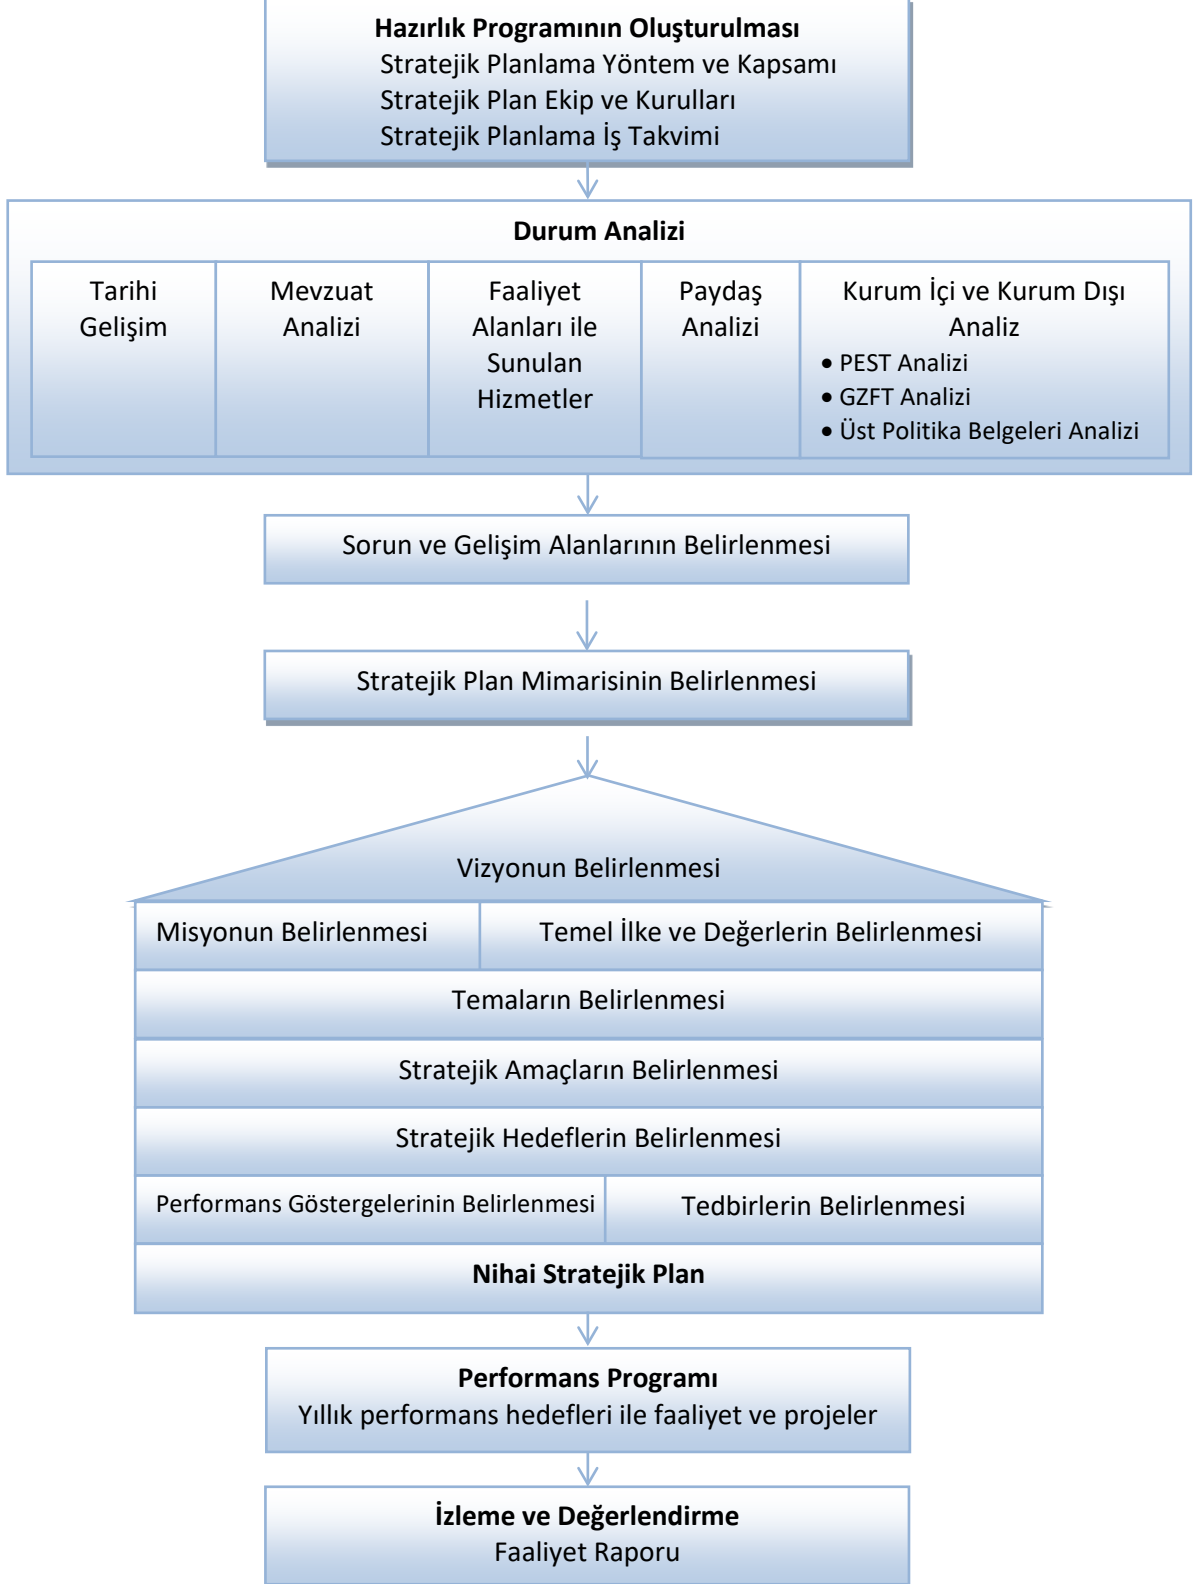 Hazırlık Programının Oluşturulması
Stratejik Planlama Yöntem ve Kapsamı
Stratejik Plan Ekip ve Kurulları
Stratejik Planlama İş Takvimi
Durum Analizi
Tarihi
Gelişim
Mevzuat
Analizi
Faaliyet
Alanları ile
Sunulan
Hizmetler
Paydaş
Analizi
Kurum İçi ve Kurum Dışı
Analiz
• PEST Analizi
• GZFT Analizi
• Üst Politika Belgeleri Analizi
Sorun ve Gelişim Alanlarının Belirlenmesi
Stratejik Plan Mimarisinin Belirlenmesi
Vizyonun Belirlenmesi
Misyonun Belirlenmesi
Temel İlke ve Değerlerin Belirlenmesi
Temaların Belirlenmesi
Stratejik Amaçların Belirlenmesi
Stratejik Hedeflerin Belirlenmesi
Performans Göstergelerinin Belirlenmesi
Tedbirlerin Belirlenmesi
Nihai Stratejik Plan
Performans Programı
Yıllık performans hedefleri ile faaliyet ve projeler
İzleme ve Değerlendirme
Faaliyet Raporu